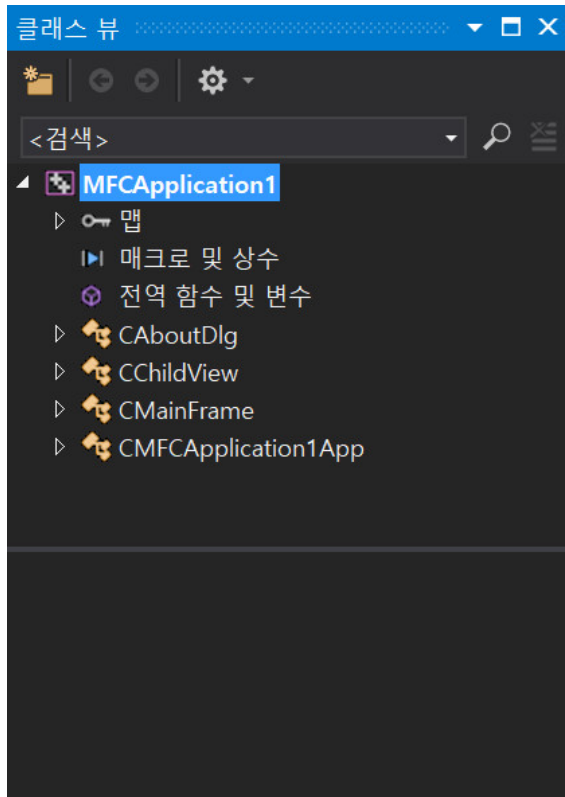 클래스 뷰
<검색>
MFCApplication1
맵
매크로 및 상수
전역 함수 및 변수
CAboutDlg
CChildView
CMainFrame
CMFCApplication1App